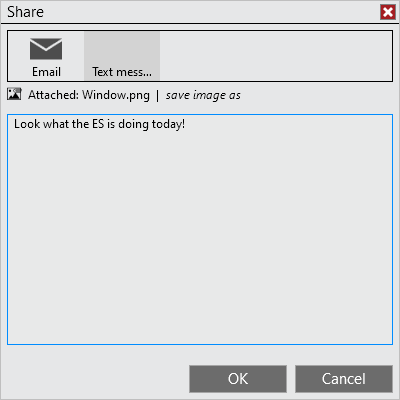 Share
Email
Text mess...
Attached: Window.png | save image as
Look what the ES is doing today!
OK
Cancel